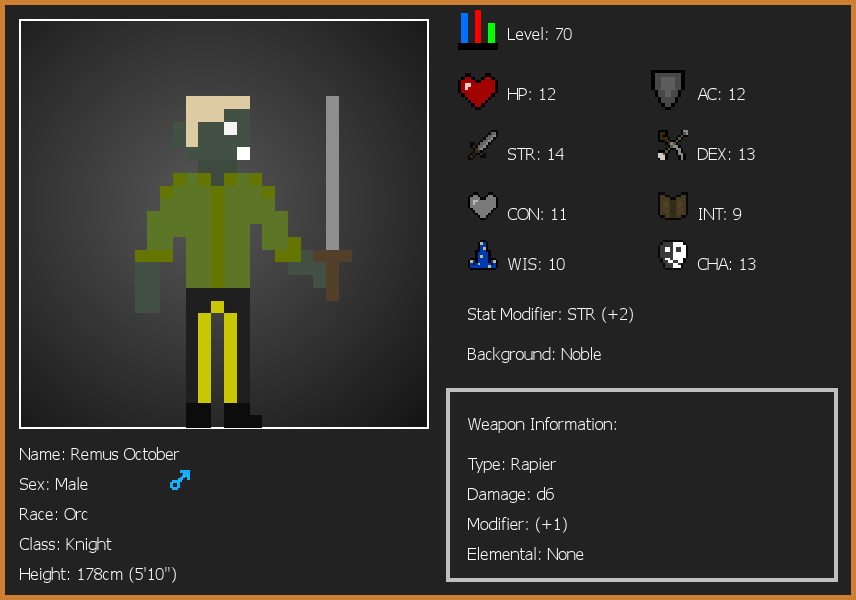 Level: 70
HP: 12
AC: 12
STR: 14
DEX: 13
CON: 11
INT: 9
WIS: 10
CHA: 13
Stat Modifier: STR (+2)
Background: Noble
Weapon Information:
Type: Rapier
Damage: d6
Modifier: (+1)
Elemental: None
Name: Remus October
Sex: Male
Race: Orc
Class: Knight
Height: 178cm (5'10")